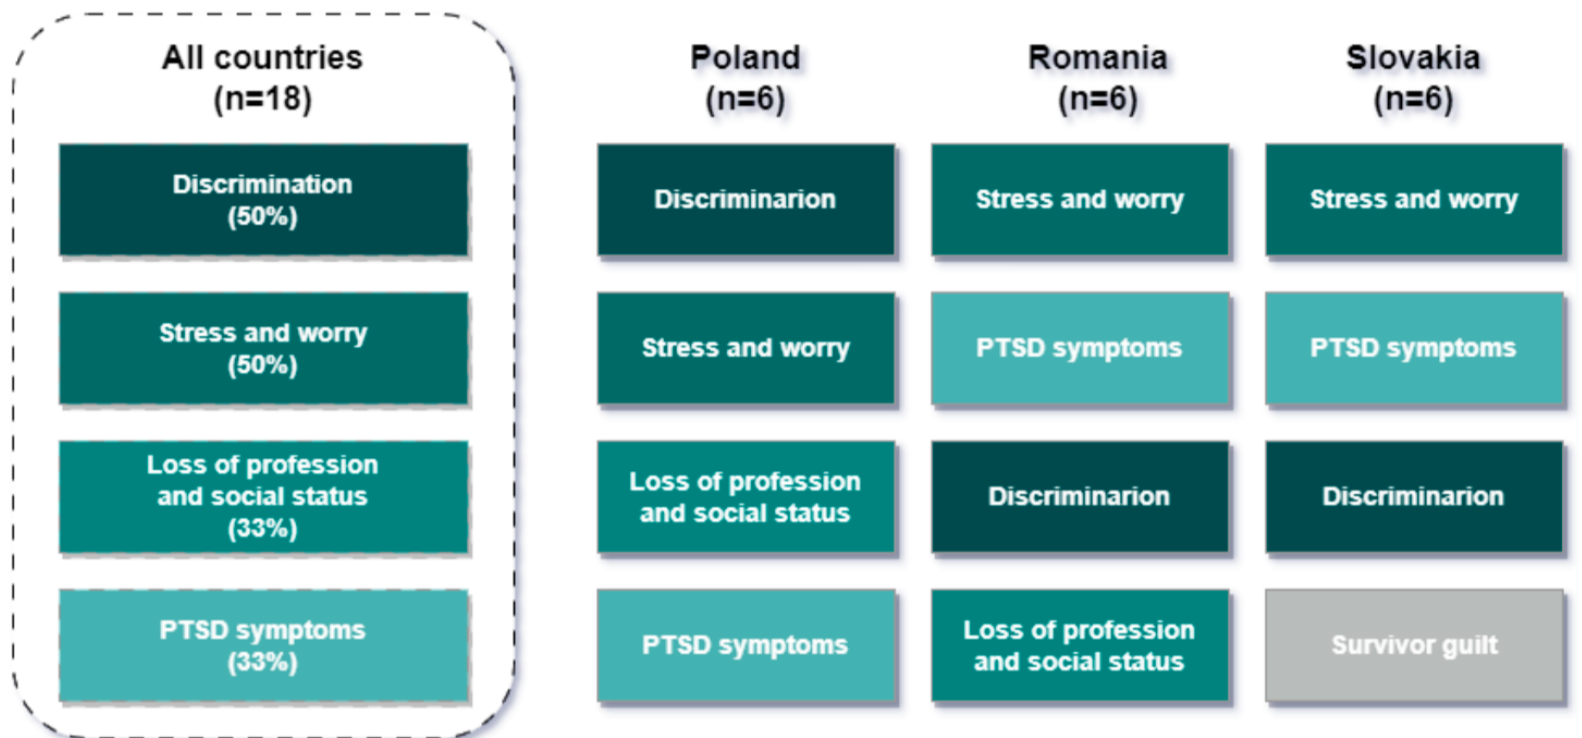 All countries
(n=18)
Discrimination
(50%)
Stress and worry
(50%)
Loss of profession
and social status
(33%)
PTSD symptoms
(33%)
Poland
(n=6)
Discriminarion
Stress and worry
Loss of profession
and social status
PTSD symptoms
Romania
(n=6)
Stress and worry
PTSD symptoms
Discriminarion
Loss of profession
and social status
Slovakia
(n=6)
Stress and worry
PTSD symptoms
Discriminarion
Survivor guilt